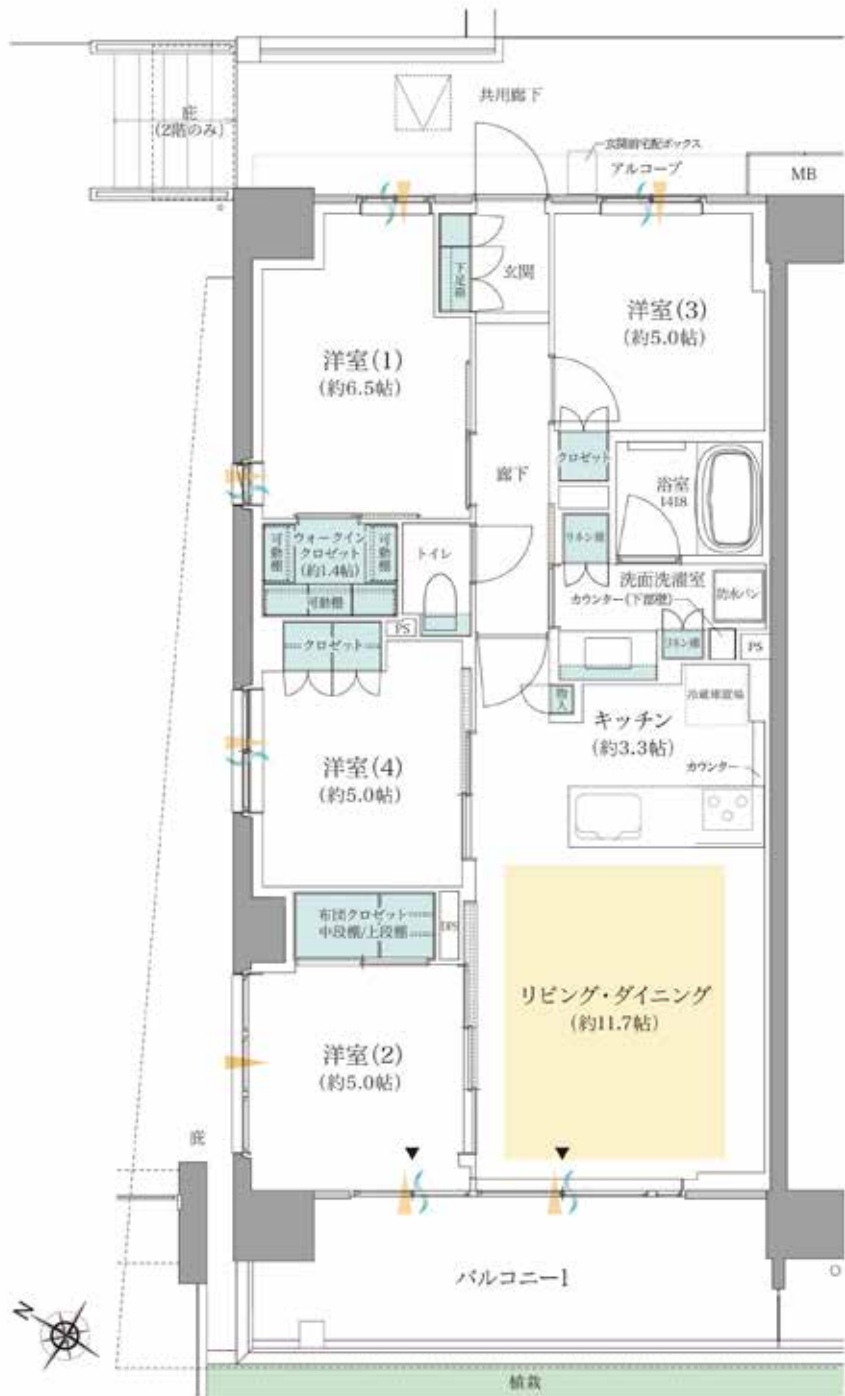 共用廊下
庇
(2階のみ)
玄関前宅配ボックス
アルコーブ
MB
下足箱
玄関
洋室(3)
(約5.0帖)
洋室(1)
(約6.5帖)
クロゼット
廊下
浴室
1418
可動棚
ウォークイン
クロゼット
(約1.4帖)
可動棚
可動棚
トイレ
リネン棚
洗面洗濯室
カウンター(下部棚)
防水パン
PS
クロゼット
リネン棚
PS
物入
キッチン
(約3.3帖)
冷蔵庫置場
カウンター
洋室(4)
(約5.0帖)
布団クロゼット
中段棚/上段棚
DPS
リビング・ダイニング
(約11.7帖)
洋室(2)
(約5.0帖)
庇
バルコニー1
N
植栽